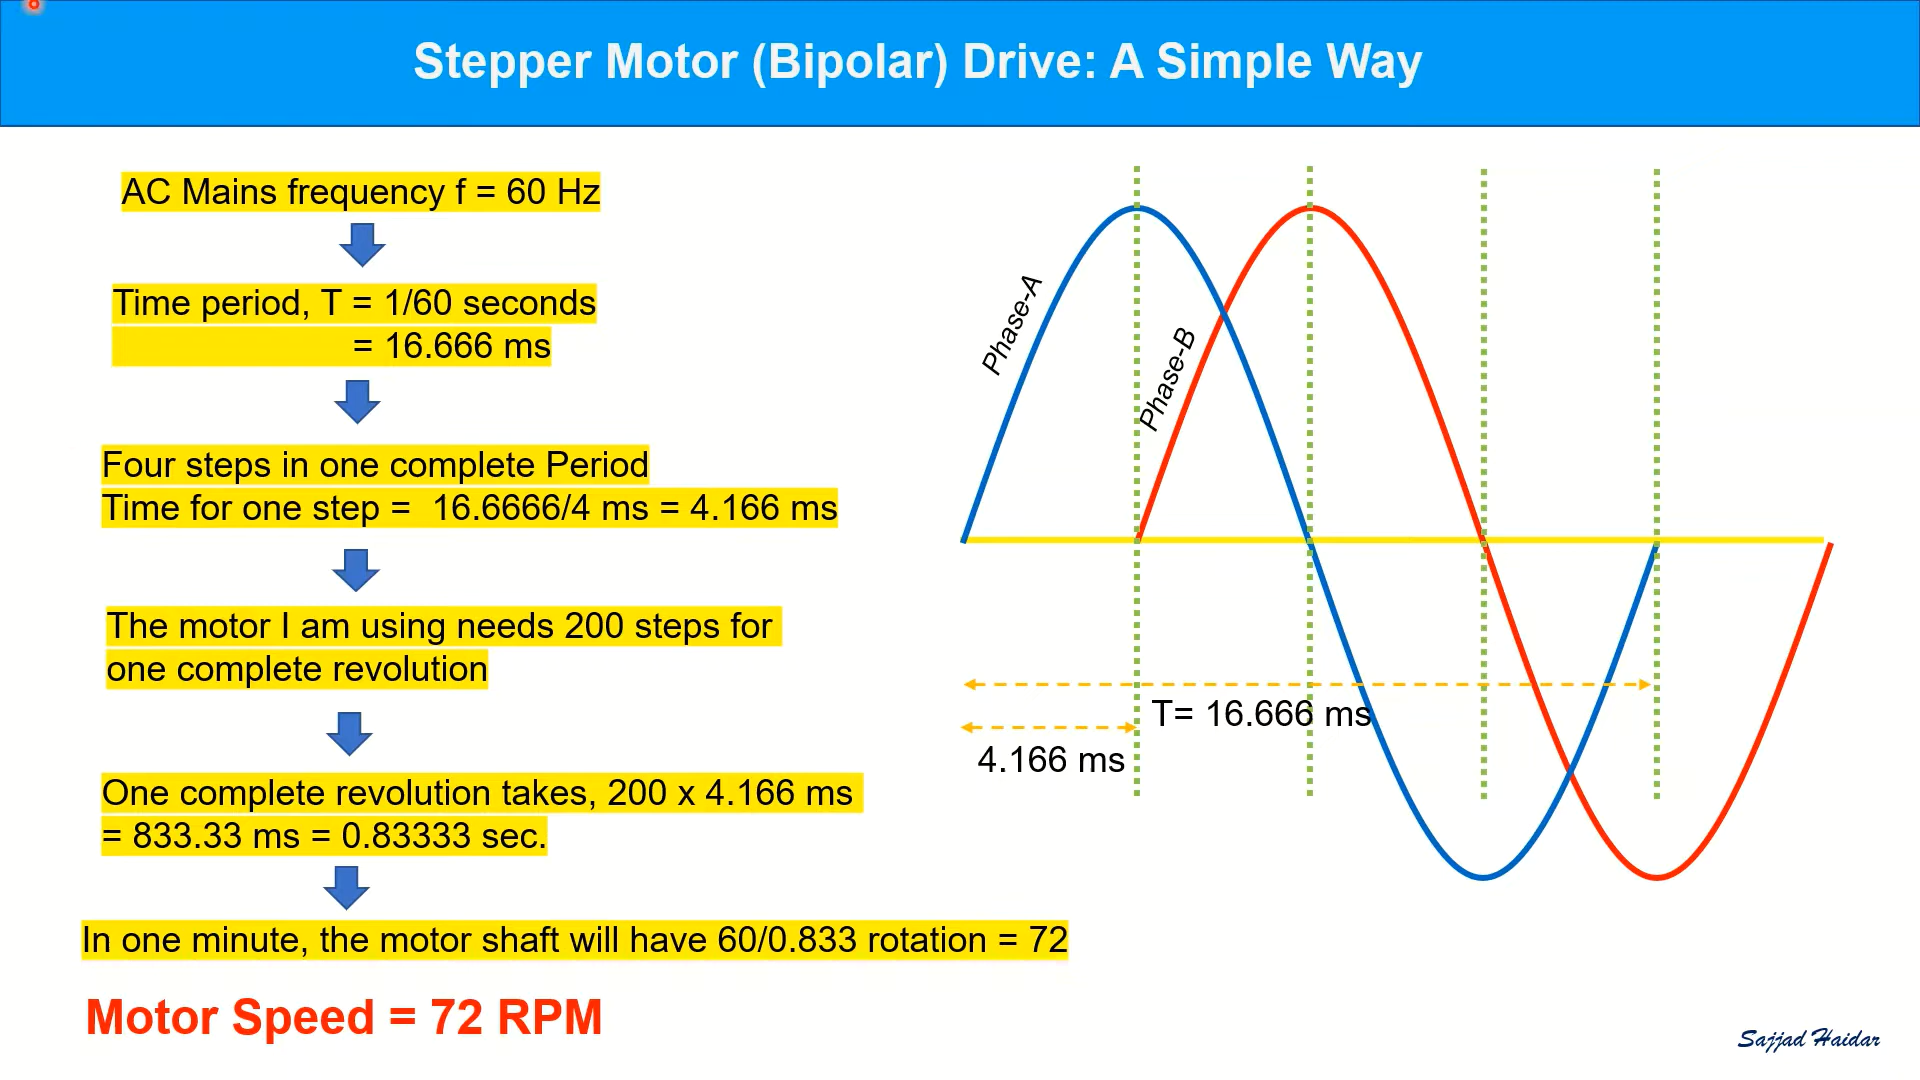 Stepper Motor (Bipolar) Drive: A Simple Way
AC Mains frequency f = 60 Hz
Time period, T = 1/60 seconds
= 16.666 ms
Four steps in one complete Period
Time for one step =  16.6666/4 ms = 4.166 ms
The motor I am using needs 200 steps for
one complete revolution
One complete revolution takes, 200 x 4.166 ms
= 833.33 ms = 0.83333 sec.
In one minute, the motor shaft will have 60/0.833 rotation = 72
Motor Speed = 72 RPM
Phase-A
Phase-B
T= 16.666 ms
4.166 ms
Sajjad Haidar